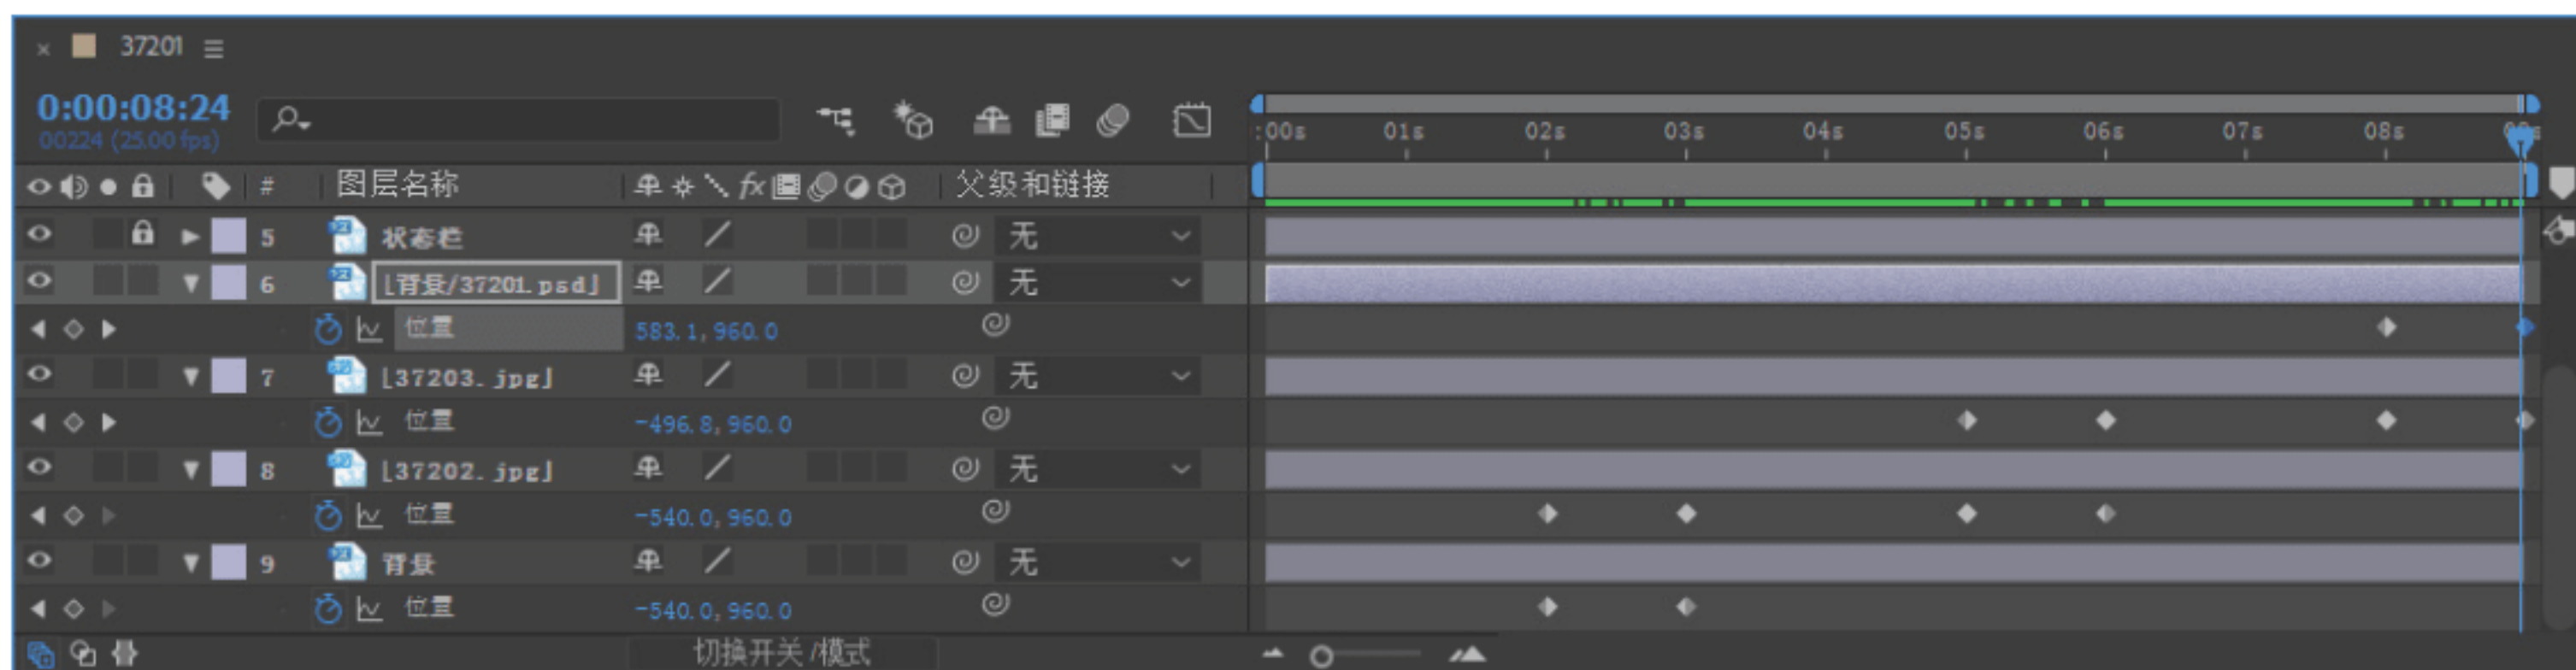 37201
0:00:08:24
00224 (25.00 fps)
:00s 01s 02s 03s 04s 05s 06s 07s 08s
# 图层名称 fx 父级和链接
5 状态栏 无
6 [背景/37201.psd] 无
位置 583.1, 960.0
7 [37203.jpg] 无
位置 -496.8, 960.0
8 [37202.jpg] 无
位置 -540.0, 960.0
9 背景 无
位置 -540.0, 960.0
切换开关/模式